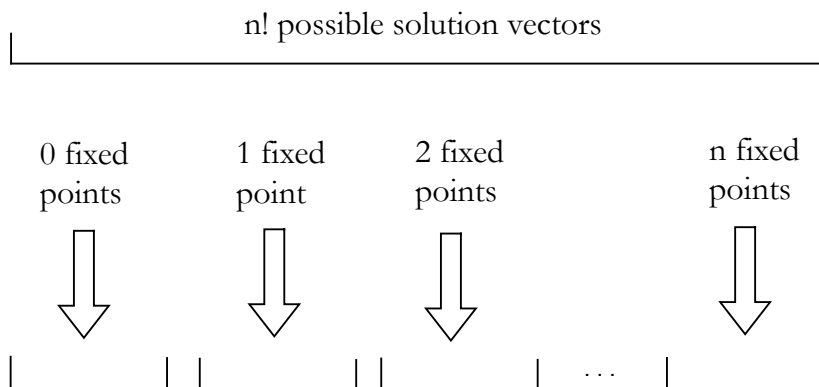 n! possible solution vectors
0 fixed
points
1 fixed
point
2 fixed
points
n fixed
points
. . .